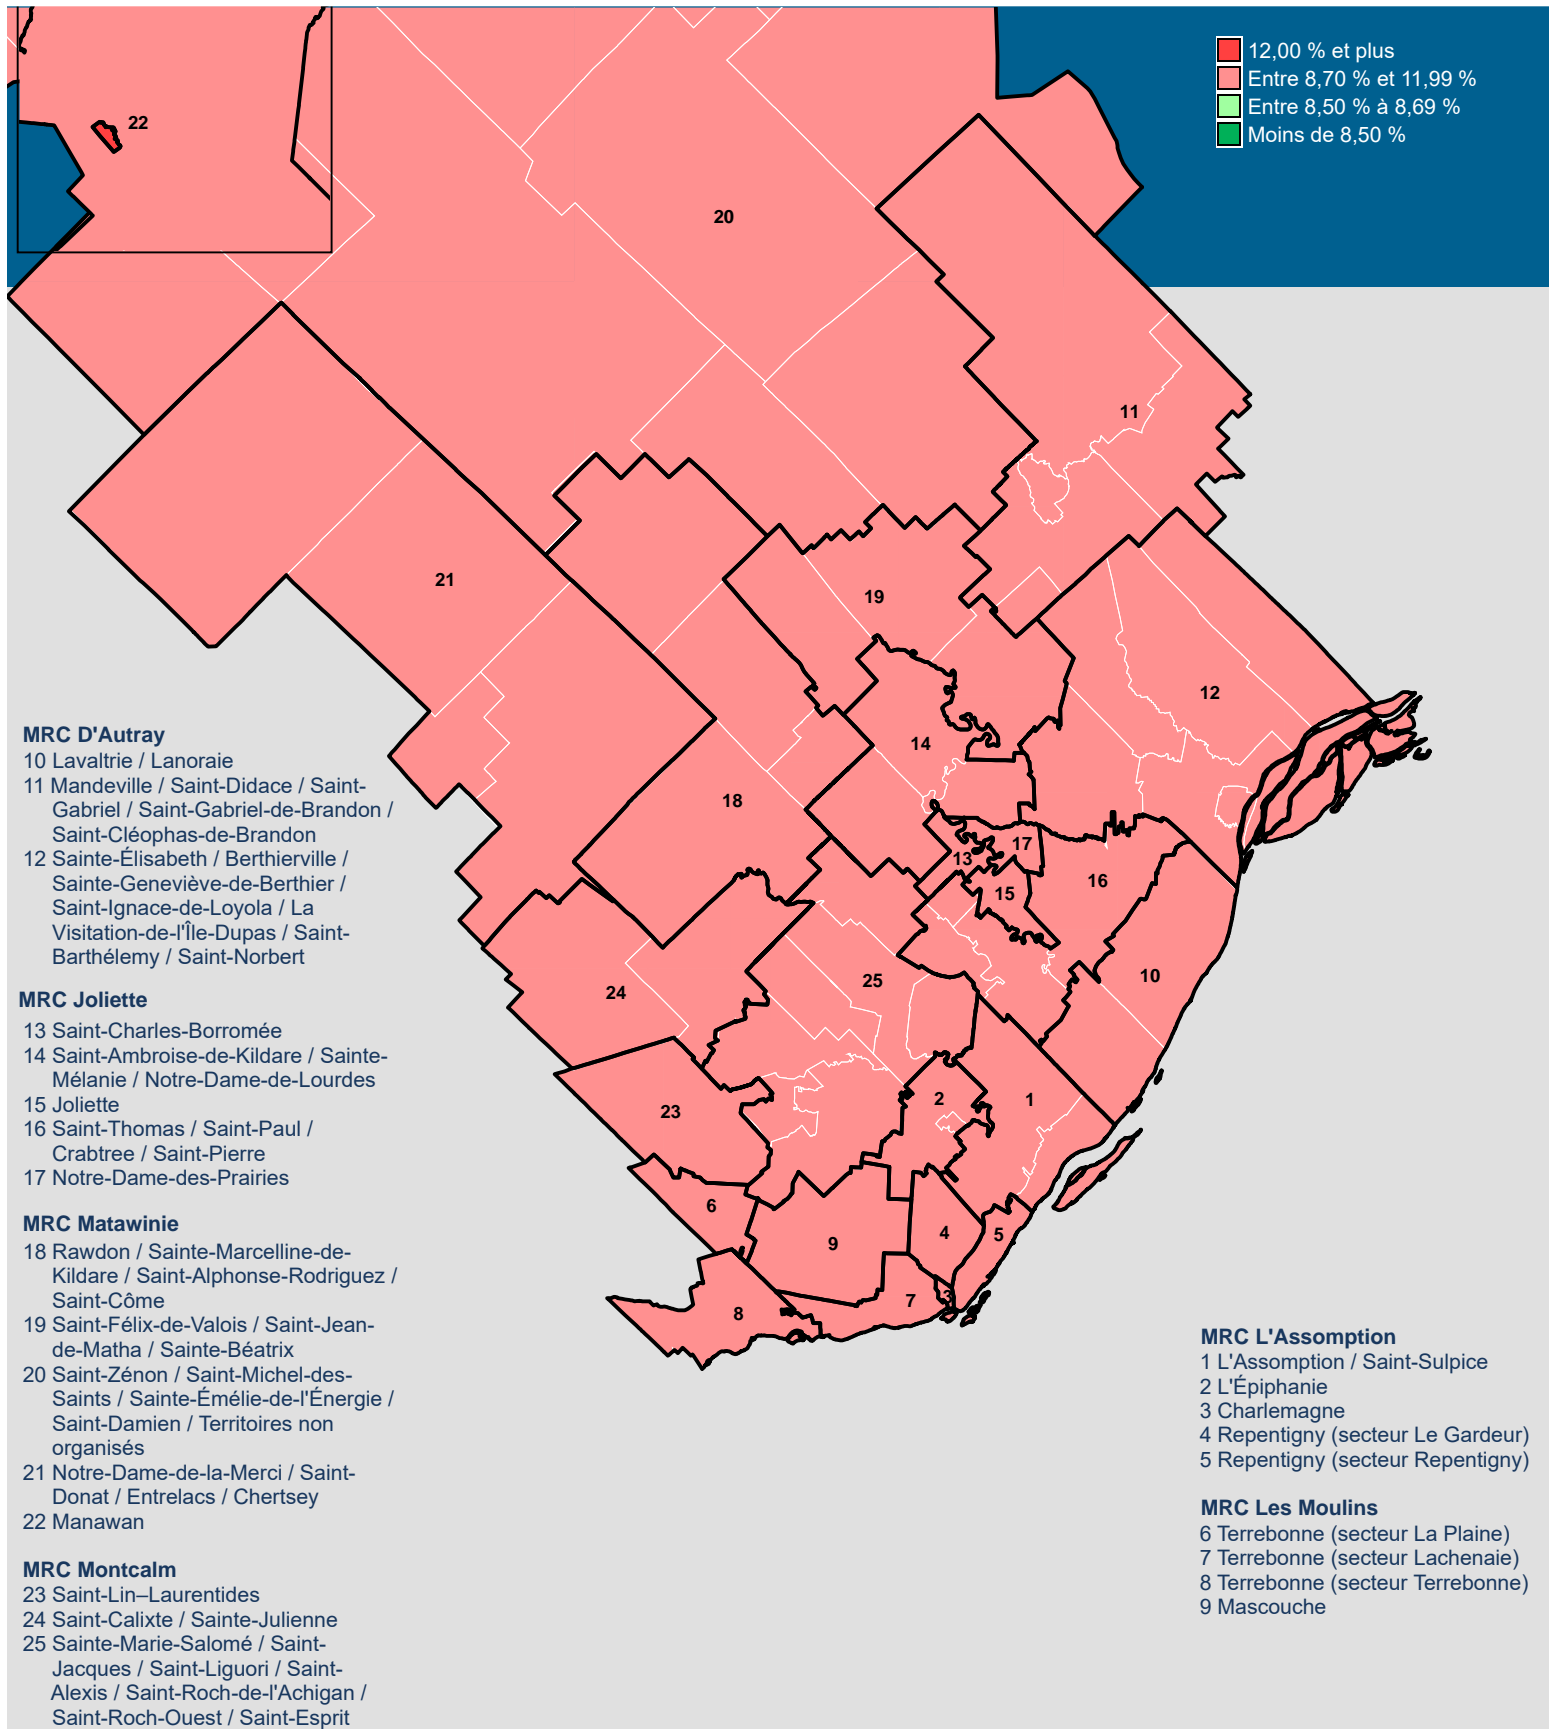 12,00 % et plus
Entre 8,70 % et 11,99 %
Entre 8,50 % à 8,69 %
Moins de 8,50 %
22
20
11
21
19
12
14
18
17
13
16
15
10
25
24
2
1
23
6
4
5
9
3
7
8
MRC D'Autray
10 Lavaltrie / Lanoraie
11 Mandeville / Saint-Didace / Saint-
Gabriel / Saint-Gabriel-de-Brandon /
Saint-Cléophas-de-Brandon
12 Sainte-Élisabeth / Berthierville /
Sainte-Geneviève-de-Berthier /
Saint-Ignace-de-Loyola / La
Visitation-de-l'Île-Dupas / Saint-
Barthélemy / Saint-Norbert
MRC Joliette
13 Saint-Charles-Borromée
14 Saint-Ambroise-de-Kildare / Sainte-
Mélanie / Notre-Dame-de-Lourdes
15 Joliette
16 Saint-Thomas / Saint-Paul /
Crabtree / Saint-Pierre
17 Notre-Dame-des-Prairies
MRC Matawinie
18 Rawdon / Sainte-Marcelline-de-
Kildare / Saint-Alphonse-Rodriguez /
Saint-Côme
19 Saint-Félix-de-Valois / Saint-Jean-
de-Matha / Sainte-Béatrix
20 Saint-Zénon / Saint-Michel-des-
Saints / Sainte-Émélie-de-l'Énergie /
Saint-Damien / Territoires non
organisés
21 Notre-Dame-de-la-Merci / Saint-
Donat / Entrelacs / Chertsey
22 Manawan
MRC Montcalm
23 Saint-Lin–Laurentides
24 Saint-Calixte / Sainte-Julienne
25 Sainte-Marie-Salomé / Saint-
Jacques / Saint-Liguori / Saint-
Alexis / Saint-Roch-de-l'Achigan /
Saint-Roch-Ouest / Saint-Esprit
MRC L'Assomption
1 L'Assomption / Saint-Sulpice
2 L'Épiphanie
3 Charlemagne
4 Repentigny (secteur Le Gardeur)
5 Repentigny (secteur Repentigny)
MRC Les Moulins
6 Terrebonne (secteur La Plaine)
7 Terrebonne (secteur Lachenaie)
8 Terrebonne (secteur Terrebonne)
9 Mascouche